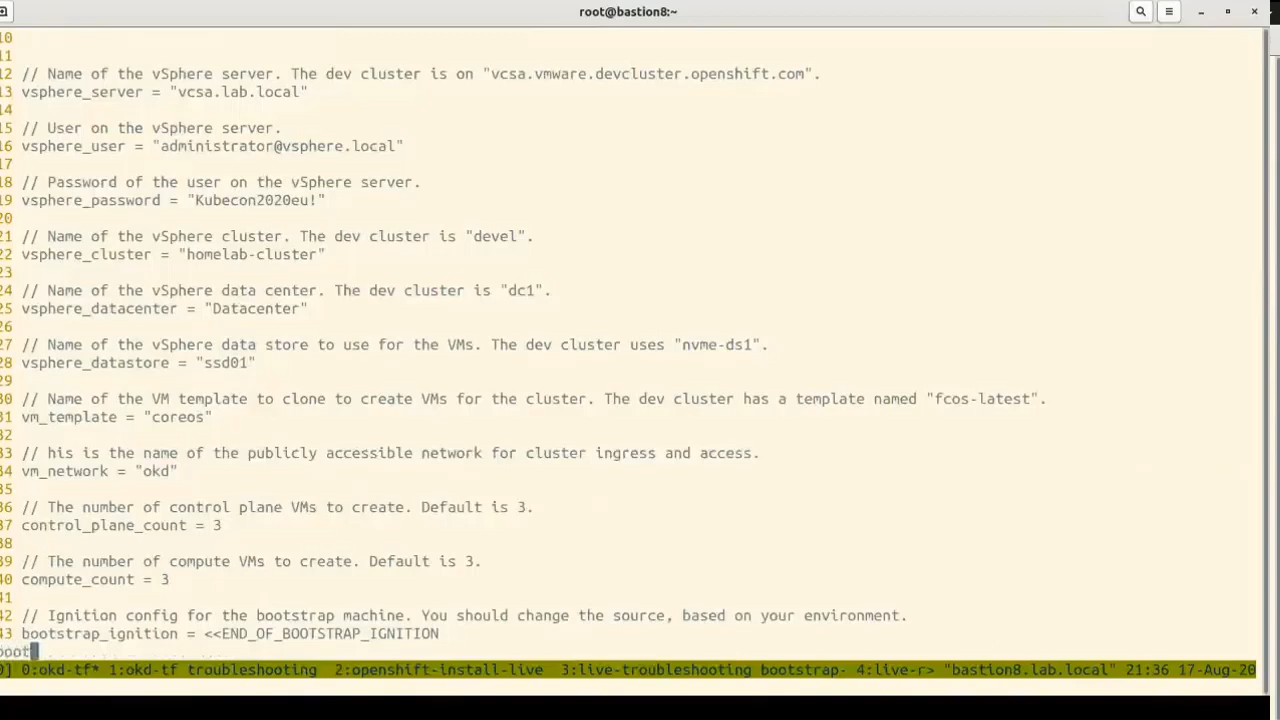 root@bastion8:~
10
11
12 // Name of the vSphere server. The dev cluster is on "vcsa.vmware.devcluster.openshift.com".
13 vsphere_server = "vcsa.lab.local"
14
15 // User on the vSphere server.
16 vsphere_user = "administrator@vsphere.local"
17
18 // Password of the user on the vSphere server.
19 vsphere_password = "Kubecon2020eu!"
20
21 // Name of the vSphere cluster. The dev cluster is "devel".
22 vsphere_cluster = "homelab-cluster"
23
24 // Name of the vSphere data center. The dev cluster is "dc1".
25 vsphere_datacenter = "Datacenter"
26
27 // Name of the vSphere data store to use for the VMs. The dev cluster uses "nvme-ds1".
28 vsphere_datastore = "ssd01"
29
30 // Name of the VM template to clone to create VMs for the cluster. The dev cluster has a template named "fcos-latest".
31 vm_template = "coreos"
32
33 // his is the name of the publicly accessible network for cluster ingress and access.
34 vm_network = "okd"
35
36 // The number of control plane VMs to create. Default is 3.
37 control_plane_count = 3
38
39 // The number of compute VMs to create. Default is 3.
40 compute_count = 3
41
42 // Ignition config for the bootstrap machine. You should change the source, based on your environment.
43 bootstrap_ignition = <<END_OF_BOOTSTRAP_IGNITION
boot
0] 0:okd-tf* 1:okd-tf troubleshooting 2:openshift-install-live 3:live-troubleshooting bootstrap- 4:live-r> "bastion8.lab.local" 21:36 17-Aug-20